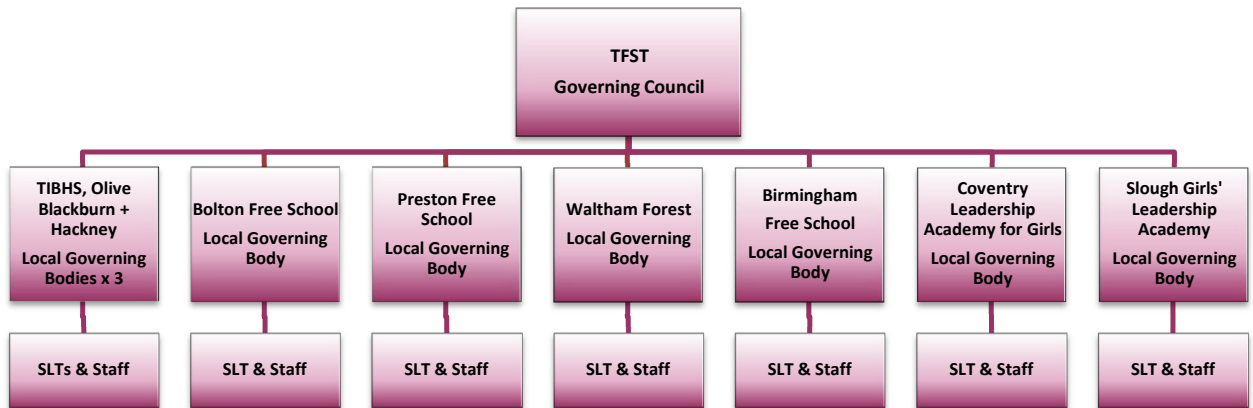 TFST
Governing Council
TIBHS, Olive
Blackburn +
Hackney
Local Governing
Bodies x 3
Bolton Free School
Local Governing
Body
Preston Free
School
Local Governing
Body
Waltham Forest
Local Governing
Body
Birmingham
Free School
Local Governing
Body
Coventry
Leadership
Academy for Girls
Local Governing
Body
Slough Girls'
Leadership
Academy
Local Governing
Body
SLTs & Staff
SLT & Staff
SLT & Staff
SLT & Staff
SLT & Staff
SLT & Staff
SLT & Staff